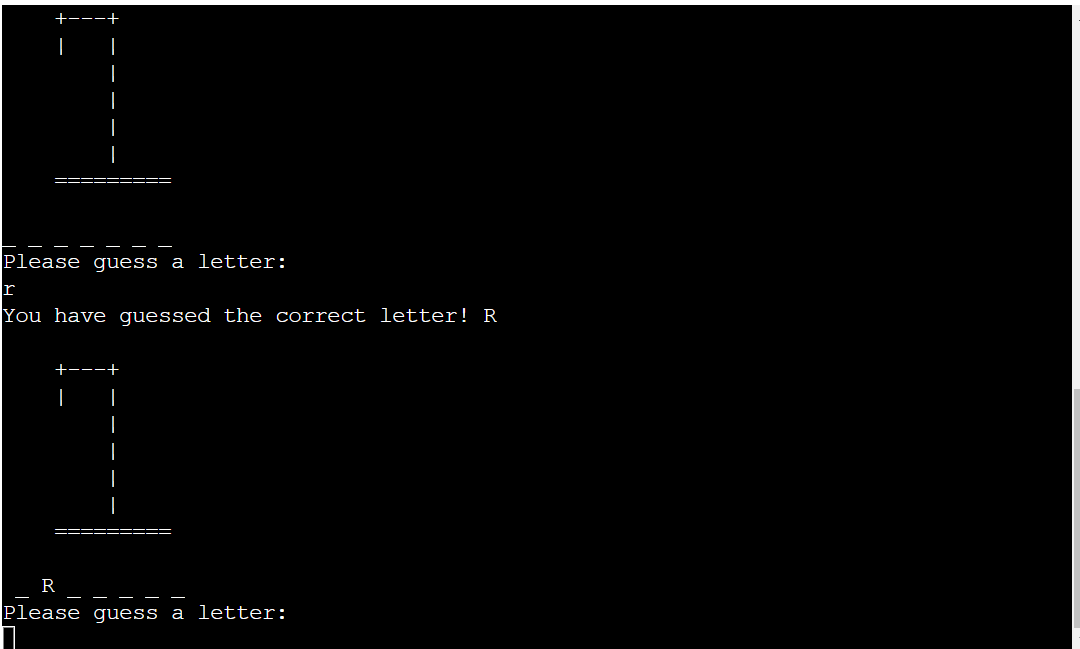 +---+
    |   |
        |
        |
        |
        |
    =========

_ _ _ _ _ _ _
Please guess a letter:
r
You have guessed the correct letter! R

    +---+
    |   |
        |
        |
        |
        |
    =========

 _ R _ _ _ _ _
Please guess a letter: